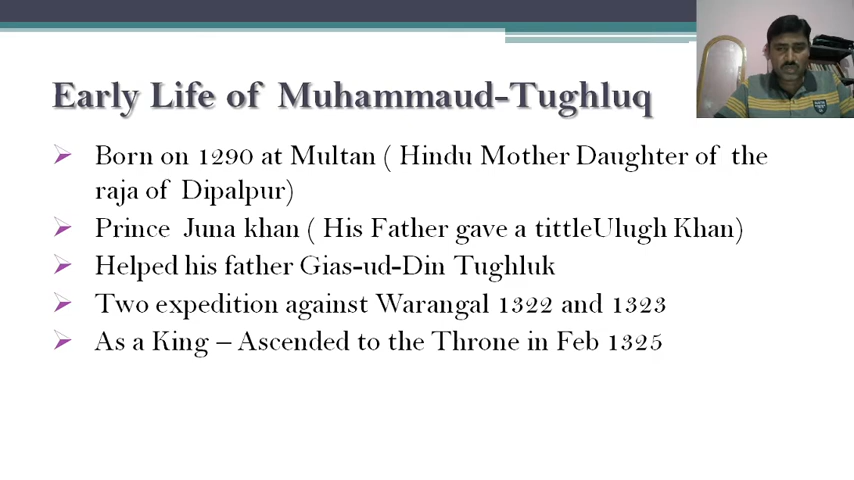 Early Life of Muhammaud-Tughluq
Born on 1290 at Multan ( Hindu Mother Daughter of the
raja of Dipalpur)
Prince Juna khan ( His Father gave a tittleUlugh Khan)
Helped his father Gias-ud-Din Tughluk
Two expedition against Warangal 1322 and 1323
As a King – Ascended to the Throne in Feb 1325